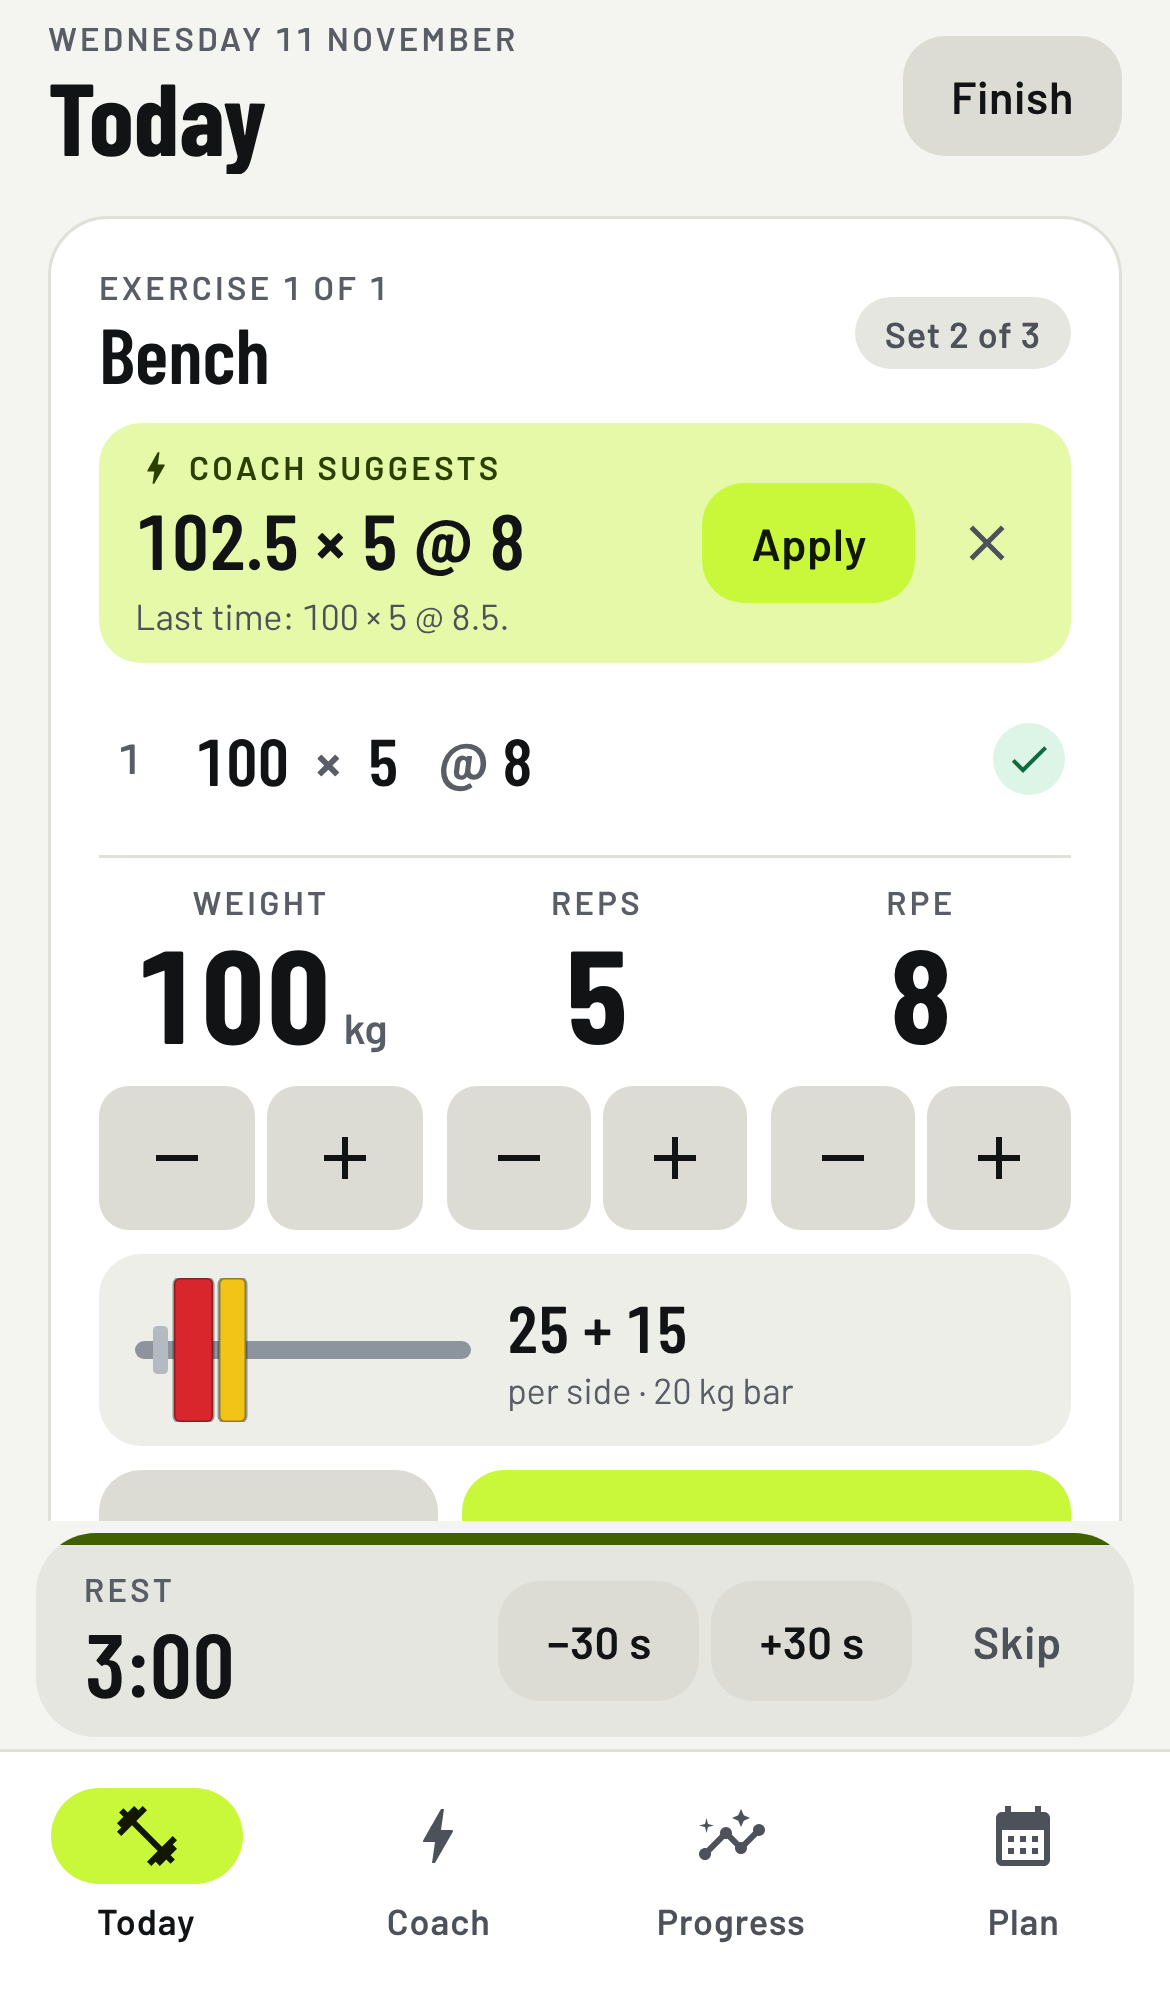 WEDNESDAY 11 NOVEMBER
Today
Finish
EXERCISE 1 OF 1
Bench
Set 2 of 3
COACH SUGGESTS
102.5 × 5 @ 8
Last time: 100 × 5 @ 8.5.
Apply
1 100 × 5 @ 8
WEIGHT REPS RPE
100 kg 5 8
25 + 15
per side · 20 kg bar
REST
3:00
−30 s
+30 s
Skip
Today Coach Progress Plan